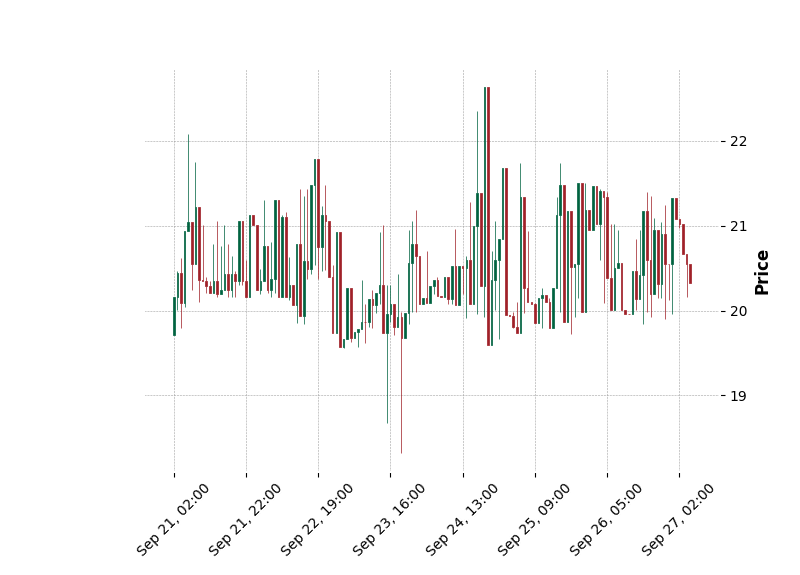 22
21
20
19
Price
Sep 21, 02:00
Sep 21, 22:00
Sep 22, 19:00
Sep 23, 16:00
Sep 24, 13:00
Sep 25, 09:00
Sep 26, 05:00
Sep 27, 02:00